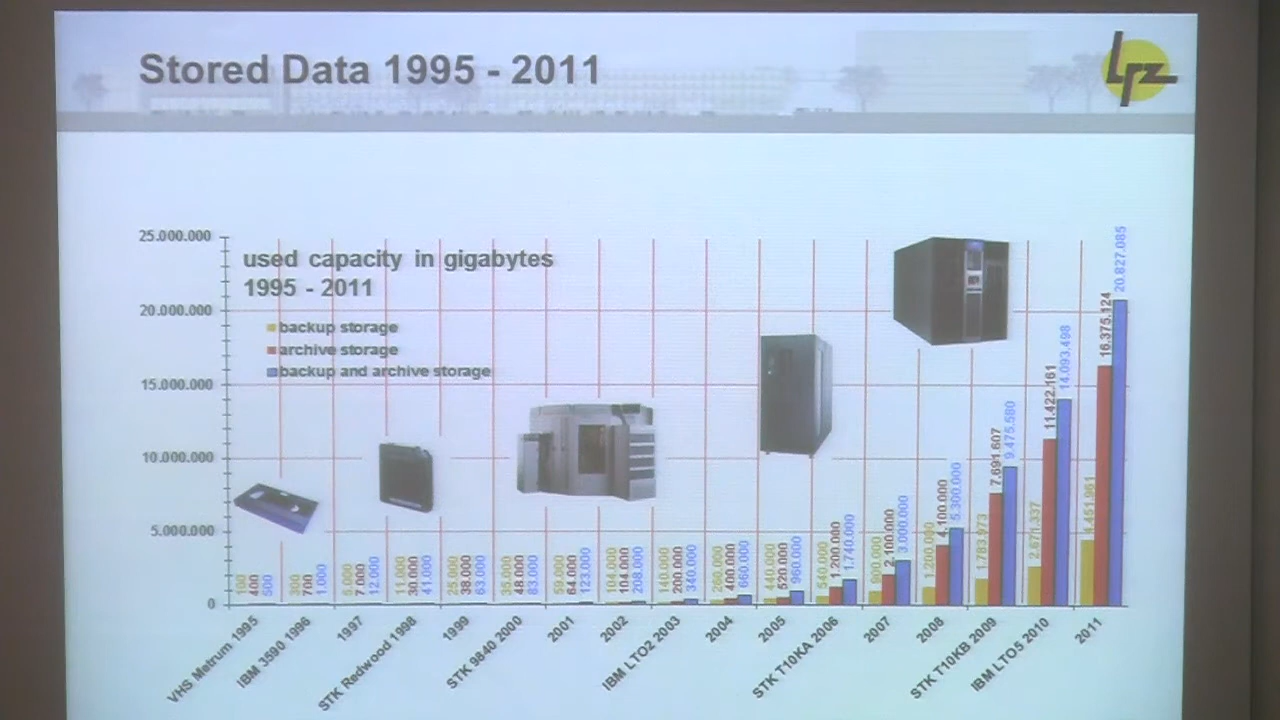 Stored Data 1995 - 2011
lrz
25.000.000
20.000.000
15.000.000
10.000.000
5.000.000
0
used capacity in gigabytes
1995 - 2011
backup storage
archive storage
backup and archive storage
100 400 500
300 700 1.000
5.000 7.000 12.000
11.000 30.000 41.000
25.000 38.000 63.000
35.000 48.000 83.000
59.000 64.000 123.000
104.000 104.000 208.000
140.000 200.000 340.000
260.000 400.000 660.000
440.000 520.000 960.000
540.000 1.200.000 1.740.000
900.000 2.100.000 3.000.000
1.200.000 4.100.000 5.300.000
1.783.973 7.691.607 9.475.580
2.671.337 11.422.161 14.093.498
4.451.961 16.375.124 20.827.085
VHS Metrum 1995
IBM 3590 1996
1997
STK Redwood 1998
1999
STK 9840 2000
2001
2002
IBM LTO2 2003
2004
2005
STK T10KA 2006
2007
2008
STK T10KB 2009
IBM LTO5 2010
2011